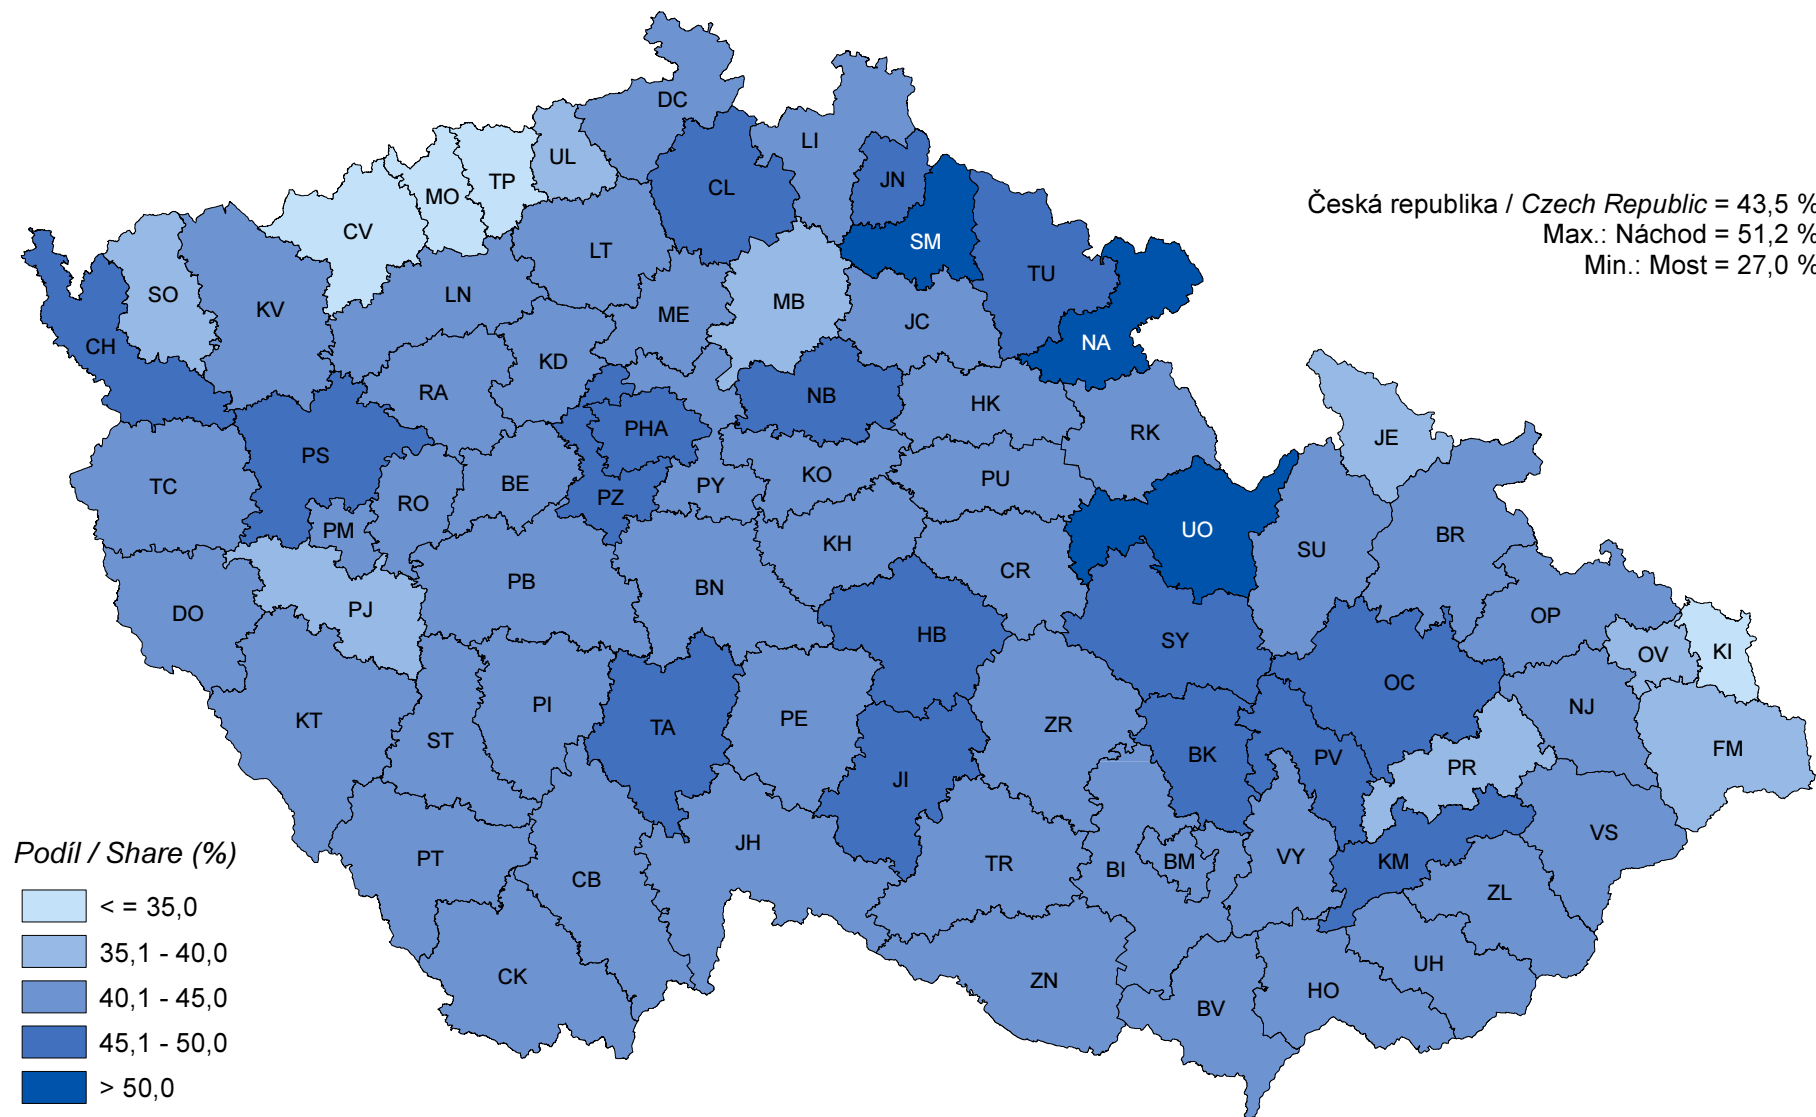 DC
LI
UL
TP
MO
CL
JN
CV
SM
Česká republika / Czech Republic = 43,5 %
Max.: Náchod = 51,2 %
Min.: Most = 27,0 %
LT
TU
SO
KV
LN
MB
ME
JC
CH
KD
NA
RA
NB
HK
PHA
RK
JE
PS
TC
BE
PZ
PY
KO
PU
RO
PM
KH
UO
SU
BR
CR
PB
BN
DO
PJ
HB
SY
OP
OV
KI
OC
KT
ST
PI
TA
PE
ZR
NJ
BK
PV
FM
PR
JI
VS
Podíl / Share (%)
PT
JH
CB
TR
BI
BM
VY
KM
ZL
< = 35,0
35,1 - 40,0
40,1 - 45,0
45,1 - 50,0
> 50,0
CK
ZN
BV
HO
UH